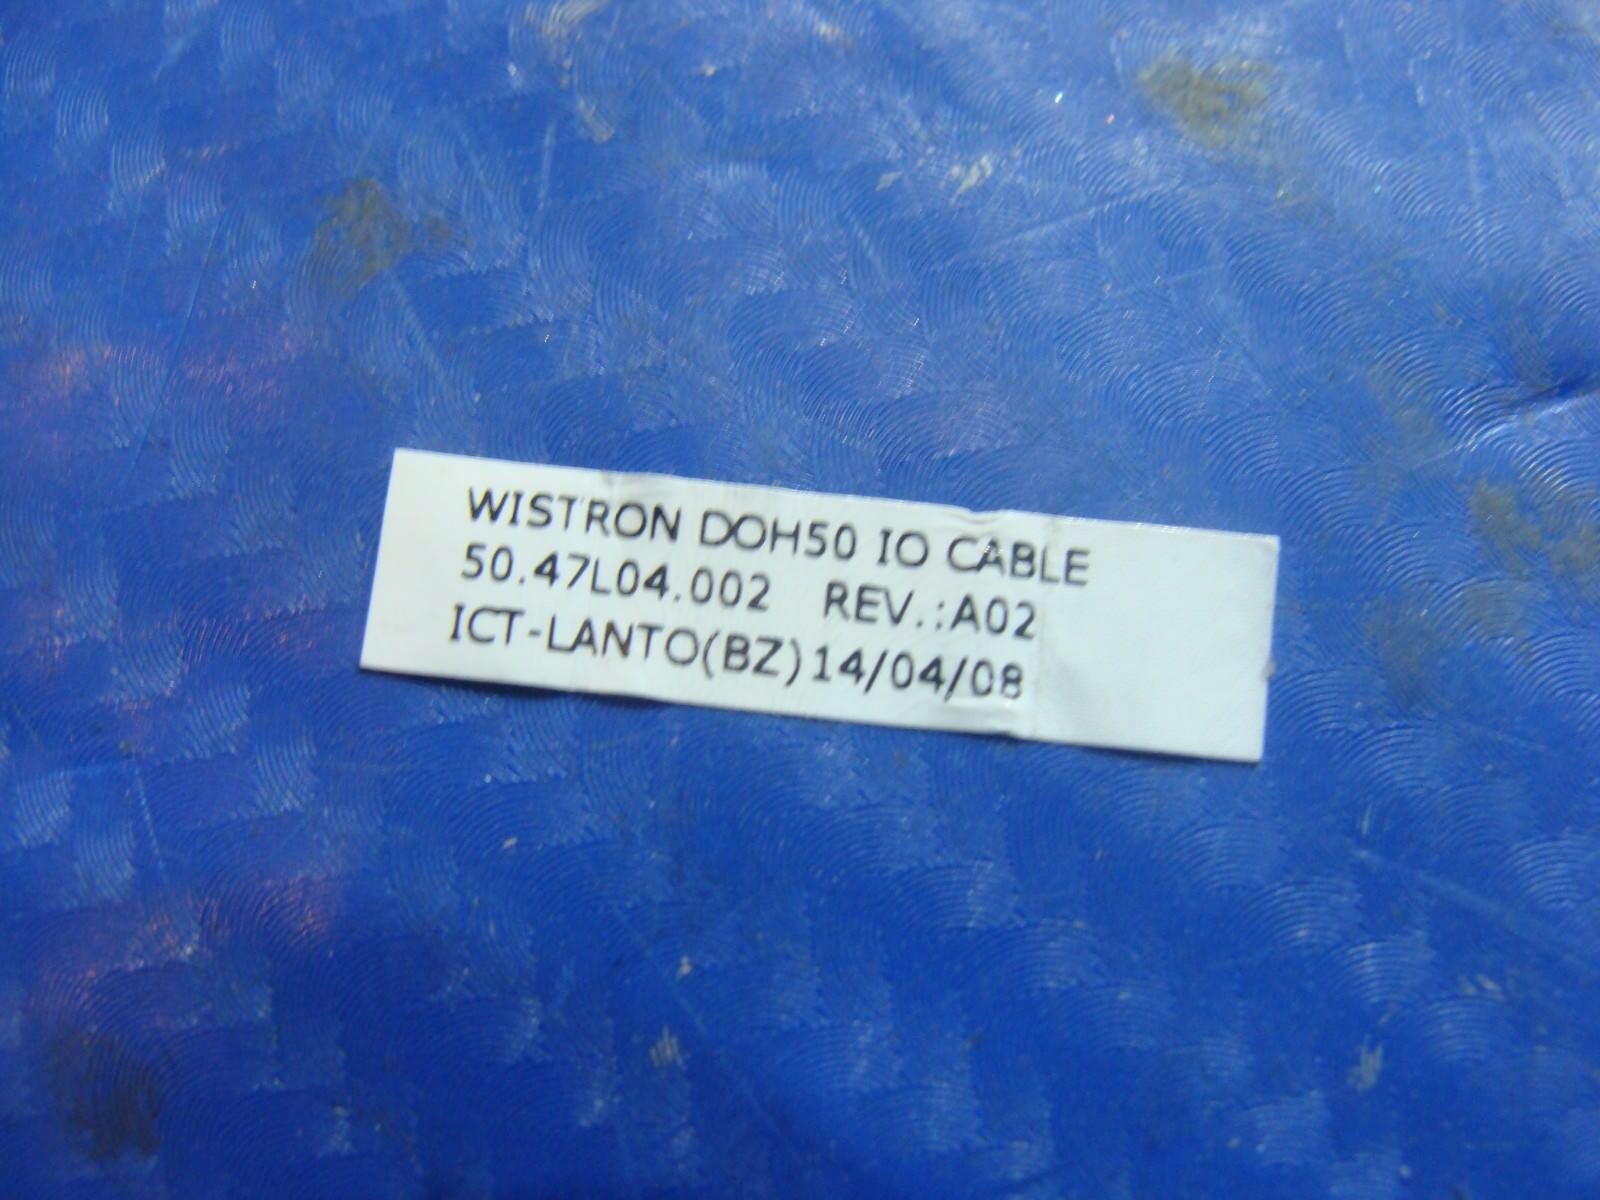 WISTRON DOH50 IO CABLE
50.47L04.002 REV.:A02
ICT-LANTO(BZ)14/04/08